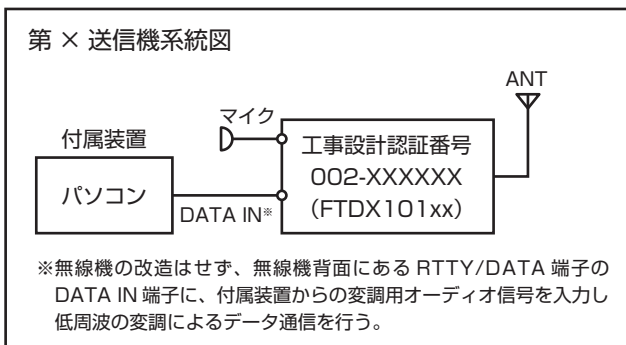 第 × 送信機系統図
ANT
マイク
付属装置
工事設計認証番号
パソコン
002-XXXXXX
DATA IN※
(FTDX101xx)
※無線機の改造はせず、無線機背面にある RTTY/DATA 端子の
DATA IN 端子に、付属装置からの変調用オーディオ信号を入力し
低周波の変調によるデータ通信を行う。